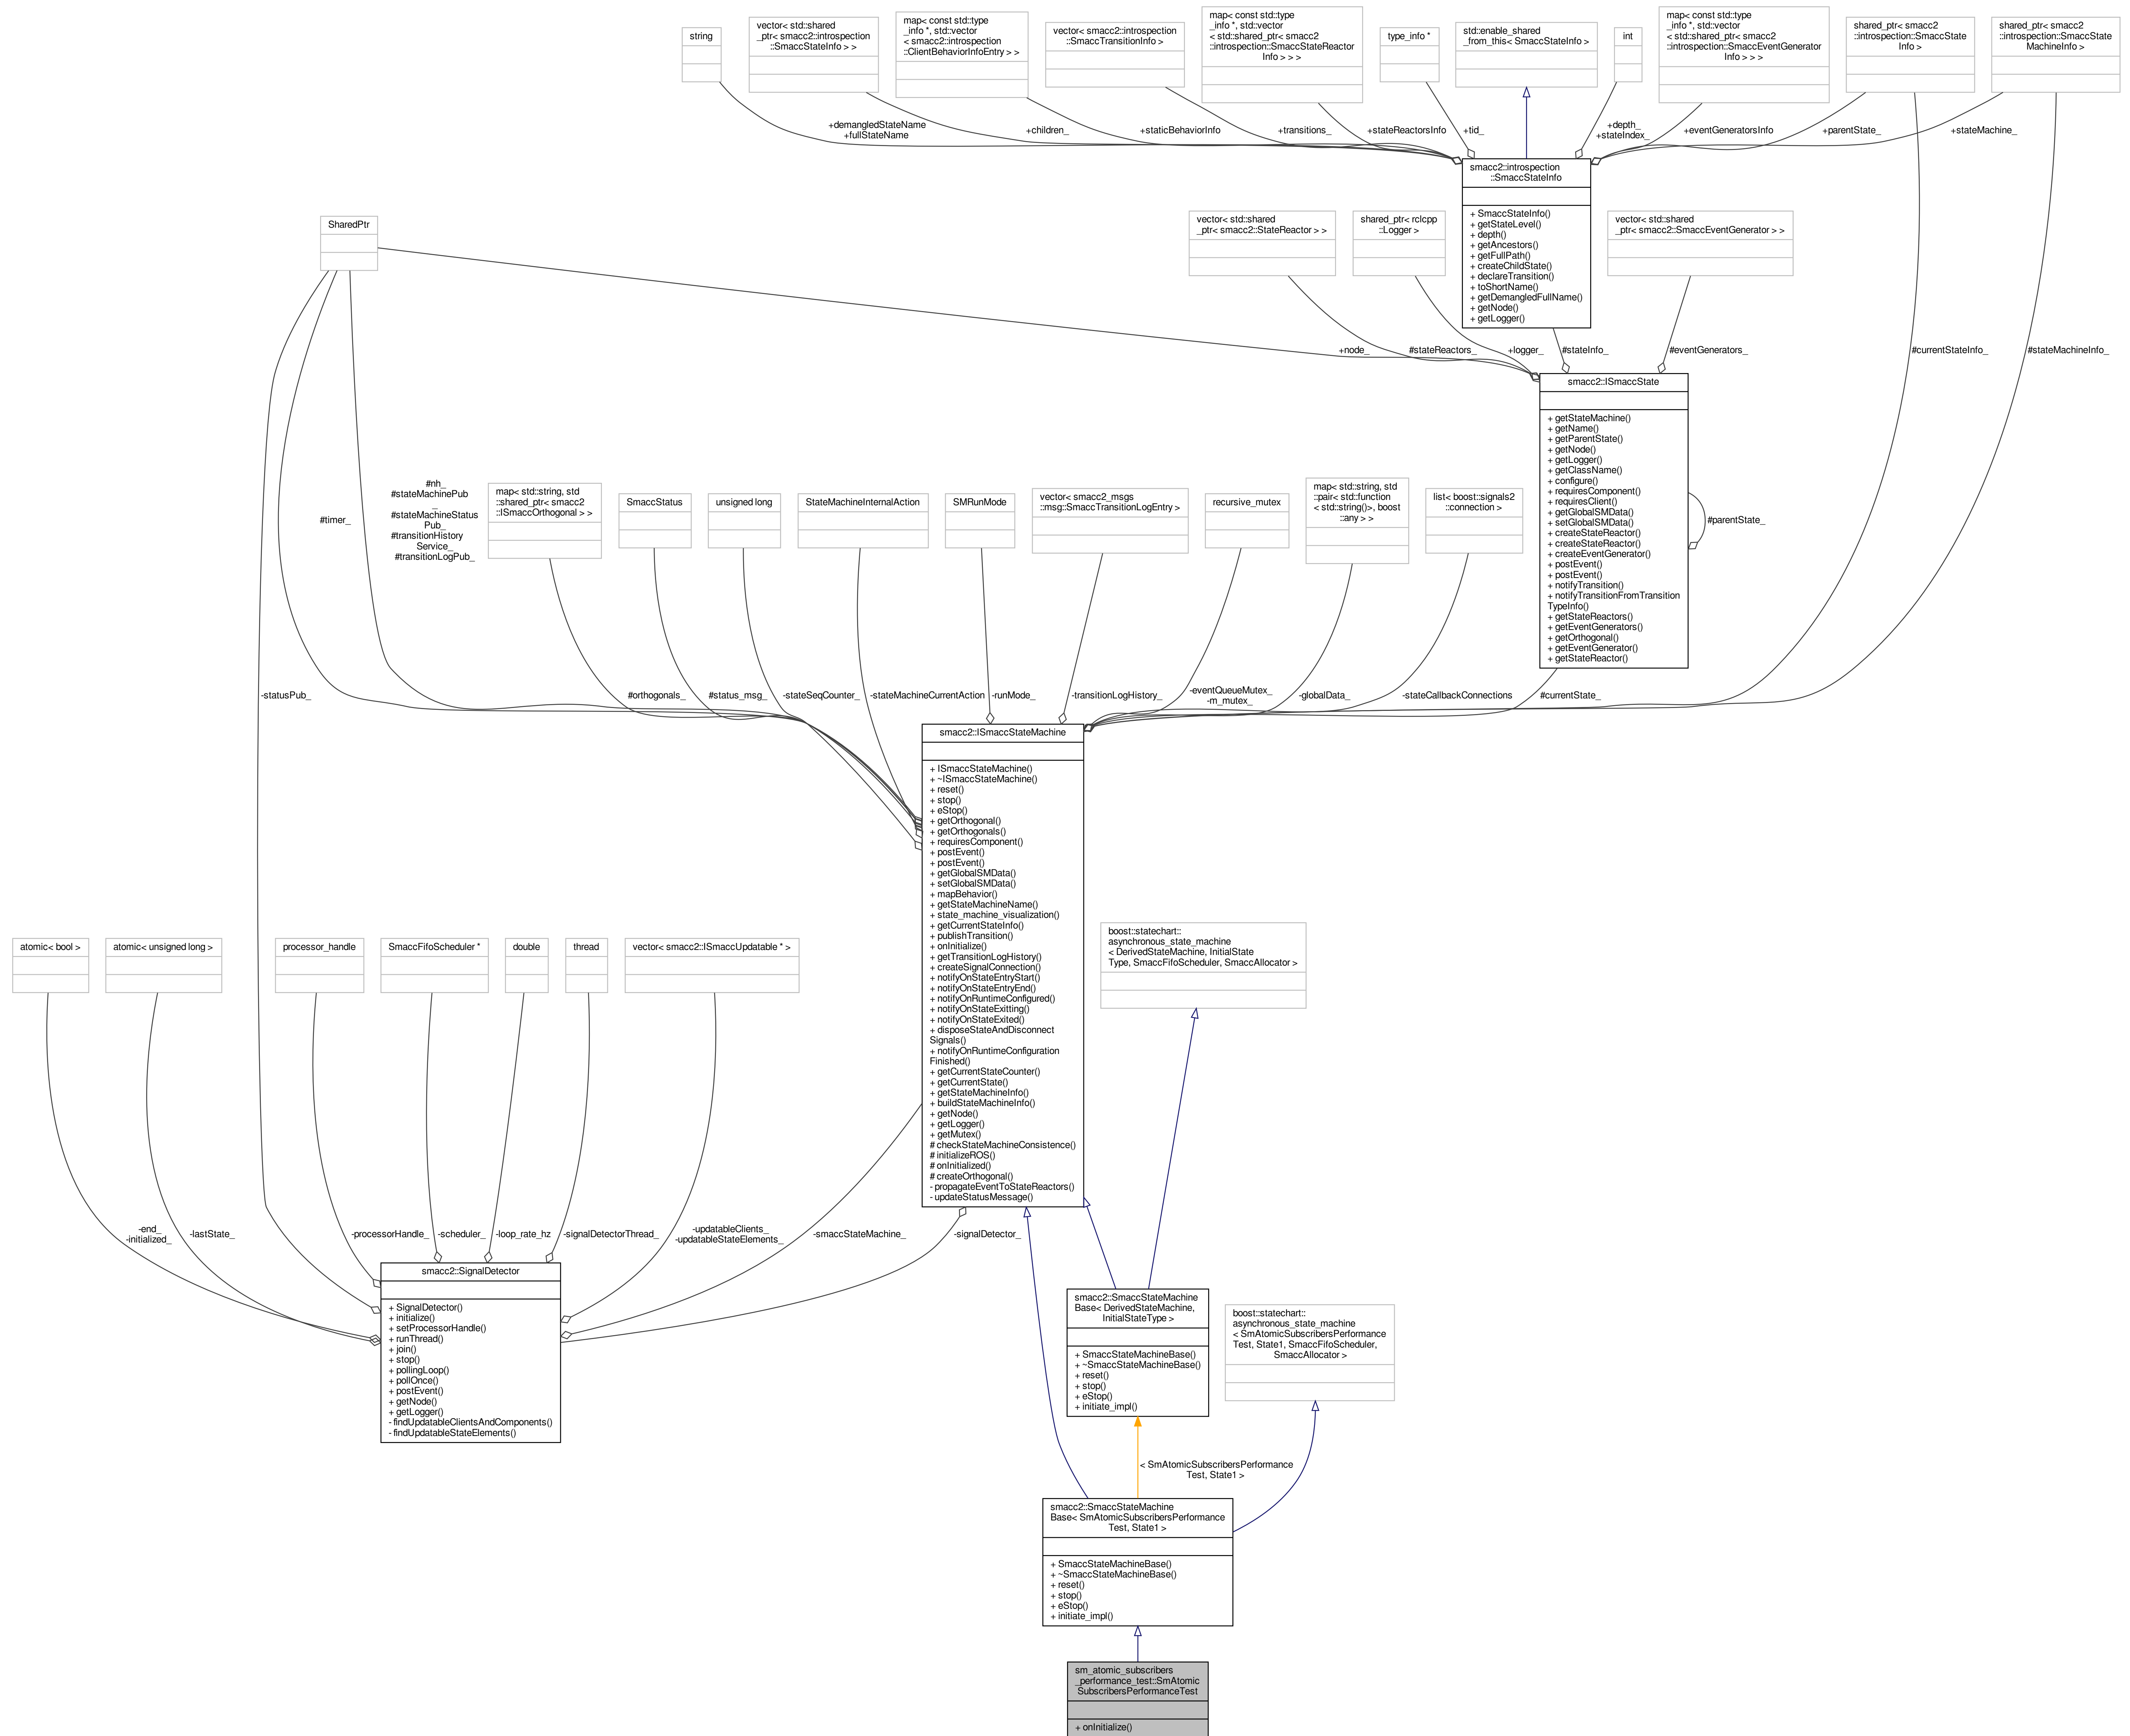 string
vector< std::shared
_ptr< smacc2::introspection
::SmaccStateInfo > >
map< const std::type
_info *, std::vector
< smacc2::introspection
::ClientBehaviorInfoEntry > >
vector< smacc2::introspection
::SmaccTransitionInfo >
map< const std::type
_info *, std::vector
< std::shared_ptr< smacc2
::introspection::SmaccStateReactor
Info > > >
type_info *
std::enable_shared
_from_this< SmaccStateInfo >
int
map< const std::type
_info *, std::vector
< std::shared_ptr< smacc2
::introspection::SmaccEventGenerator
Info > > >
shared_ptr< smacc2
::introspection::SmaccState
Info >
shared_ptr< smacc2
::introspection::SmaccState
MachineInfo >
+demangledStateName
+fullStateName
+children_
+staticBehaviorInfo
+transitions_
+stateReactorsInfo
+tid_
+depth_
+stateIndex_
+eventGeneratorsInfo
+parentState_
+stateMachine_
smacc2::introspection
::SmaccStateInfo
+ SmaccStateInfo()
+ getStateLevel()
+ depth()
+ getAncestors()
+ getFullPath()
+ createChildState()
+ declareTransition()
+ toShortName()
+ getDemangledFullName()
+ getNode()
+ getLogger()
SharedPtr
vector< std::shared
_ptr< smacc2::StateReactor > >
shared_ptr< rclcpp
::Logger >
vector< std::shared
_ptr< smacc2::SmaccEventGenerator > >
+node_
#stateReactors_
+logger_
#stateInfo_
#eventGenerators_
#currentStateInfo_
#stateMachineInfo_
smacc2::ISmaccState
+ getStateMachine()
+ getName()
+ getParentState()
+ getNode()
+ getLogger()
+ getClassName()
+ configure()
+ requiresComponent()
+ requiresClient()
+ getGlobalSMData()
+ setGlobalSMData()
+ createStateReactor()
+ createStateReactor()
+ createEventGenerator()
+ postEvent()
+ postEvent()
+ notifyTransition()
+ notifyTransitionFromTransition
TypeInfo()
+ getStateReactors()
+ getEventGenerators()
+ getOrthogonal()
+ getEventGenerator()
+ getStateReactor()
#parentState_
#timer_
#nh_
#stateMachinePub
_
#stateMachineStatus
Pub_
#transitionHistory
Service_
#transitionLogPub_
map< std::string, std
::shared_ptr< smacc2
::ISmaccOrthogonal > >
SmaccStatus
unsigned long
StateMachineInternalAction
SMRunMode
vector< smacc2_msgs
::msg::SmaccTransitionLogEntry >
recursive_mutex
map< std::string, std
::pair< std::function
< std::string()>, boost
::any > >
list< boost::signals2
::connection >
-statusPub_
#orthogonals_
#status_msg_
-stateSeqCounter_
-stateMachineCurrentAction
-runMode_
-transitionLogHistory_
-eventQueueMutex_
-m_mutex_
-globalData_
-stateCallbackConnections
#currentState_
smacc2::ISmaccStateMachine
+ ISmaccStateMachine()
+ ~ISmaccStateMachine()
+ reset()
+ stop()
+ eStop()
+ getOrthogonal()
+ getOrthogonals()
+ requiresComponent()
+ postEvent()
+ postEvent()
+ getGlobalSMData()
+ setGlobalSMData()
+ mapBehavior()
+ getStateMachineName()
+ state_machine_visualization()
+ getCurrentStateInfo()
+ publishTransition()
+ onInitialize()
+ getTransitionLogHistory()
+ createSignalConnection()
+ notifyOnStateEntryStart()
+ notifyOnStateEntryEnd()
+ notifyOnRuntimeConfigured()
+ notifyOnStateExitting()
+ notifyOnStateExited()
+ disposeStateAndDisconnect
Signals()
+ notifyOnRuntimeConfiguration
Finished()
+ getCurrentStateCounter()
+ getCurrentState()
+ getStateMachineInfo()
+ buildStateMachineInfo()
+ getNode()
+ getLogger()
+ getMutex()
# checkStateMachineConsistence()
# initializeROS()
# onInitialized()
# createOrthogonal()
- propagateEventToStateReactors()
- updateStatusMessage()
atomic< bool >
atomic< unsigned long >
processor_handle
SmaccFifoScheduler *
double
thread
vector< smacc2::ISmaccUpdatable * >
boost::statechart::
asynchronous_state_machine
< DerivedStateMachine, InitialState
Type, SmaccFifoScheduler, SmaccAllocator >
-end_
-initialized_
-lastState_
-processorHandle_
-scheduler_
-loop_rate_hz
-signalDetectorThread_
-updatableClients_
-updatableStateElements_
-smaccStateMachine_
-signalDetector_
smacc2::SignalDetector
+ SignalDetector()
+ initialize()
+ setProcessorHandle()
+ runThread()
+ join()
+ stop()
+ pollingLoop()
+ pollOnce()
+ postEvent()
+ getNode()
+ getLogger()
- findUpdatableClientsAndComponents()
- findUpdatableStateElements()
smacc2::SmaccStateMachine
Base< DerivedStateMachine,
InitialStateType >
+ SmaccStateMachineBase()
+ ~SmaccStateMachineBase()
+ reset()
+ stop()
+ eStop()
+ initiate_impl()
boost::statechart::
asynchronous_state_machine
< SmAtomicSubscribersPerformance
Test, State1, SmaccFifoScheduler,
SmaccAllocator >
< SmAtomicSubscribersPerformance
Test, State1 >
smacc2::SmaccStateMachine
Base< SmAtomicSubscribersPerformance
Test, State1 >
+ SmaccStateMachineBase()
+ ~SmaccStateMachineBase()
+ reset()
+ stop()
+ eStop()
+ initiate_impl()
sm_atomic_subscribers
_performance_test::SmAtomic
SubscribersPerformanceTest
+ onInitialize()